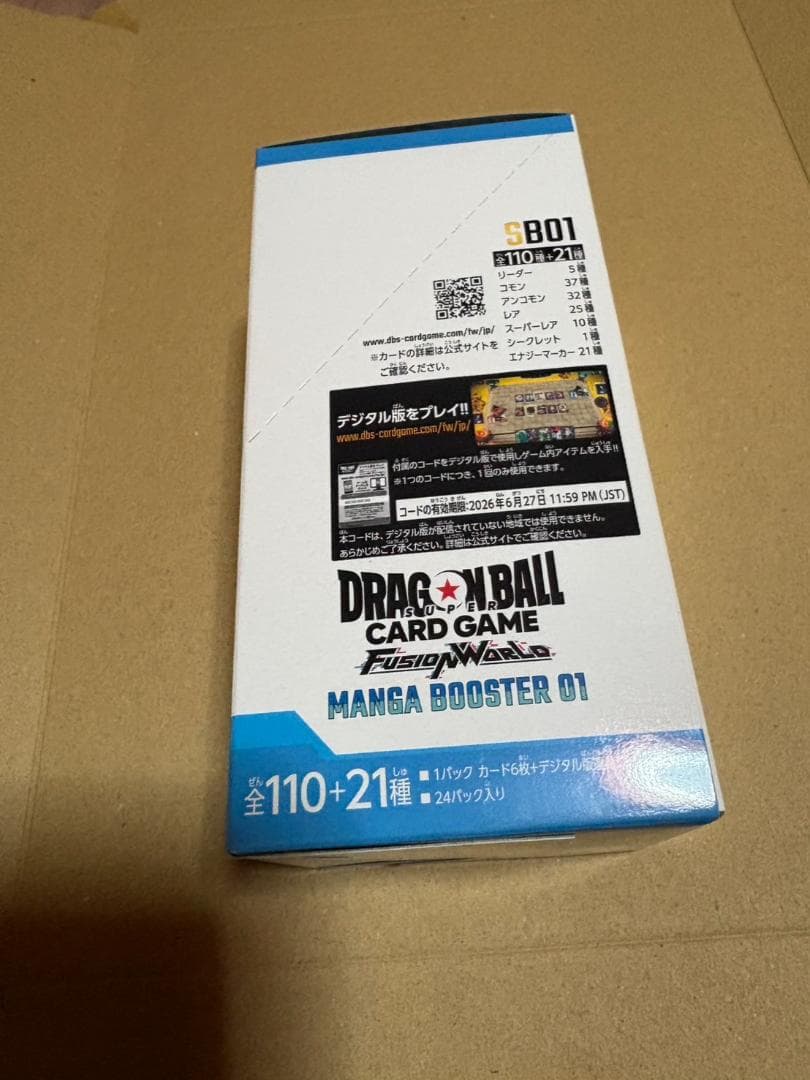 SB01
全110種+21種
リーダー 5種
コモン 37種
アンコモン 32種
レア 25種
スーパーレア 10種
シークレット 1種
エナジーマーカー 21種
www.dbs-cardgame.com/fw/jp/
※カードの詳細は公式サイトを
ご確認ください。
デジタル版をプレイ!!
www.dbs-cardgame.com/fw/jp/
付属のコードをデジタル版で使用しゲーム内アイテムを入手!!
※1つのコードにつき、1回のみ使用できます。
コードの有効期限:2026年6月27日 11:59 PM (JST)
本コードは、デジタル版が配信されていない地域では使用できません。
あらかじめご了承ください。詳細は公式サイトでご確認ください。
DRAGON BALL
SUPER
CARD GAME
FUSION WORLD
MANGA BOOSTER 01
全110+21種
■1パック カード6枚+デジタル版
■24パック入り